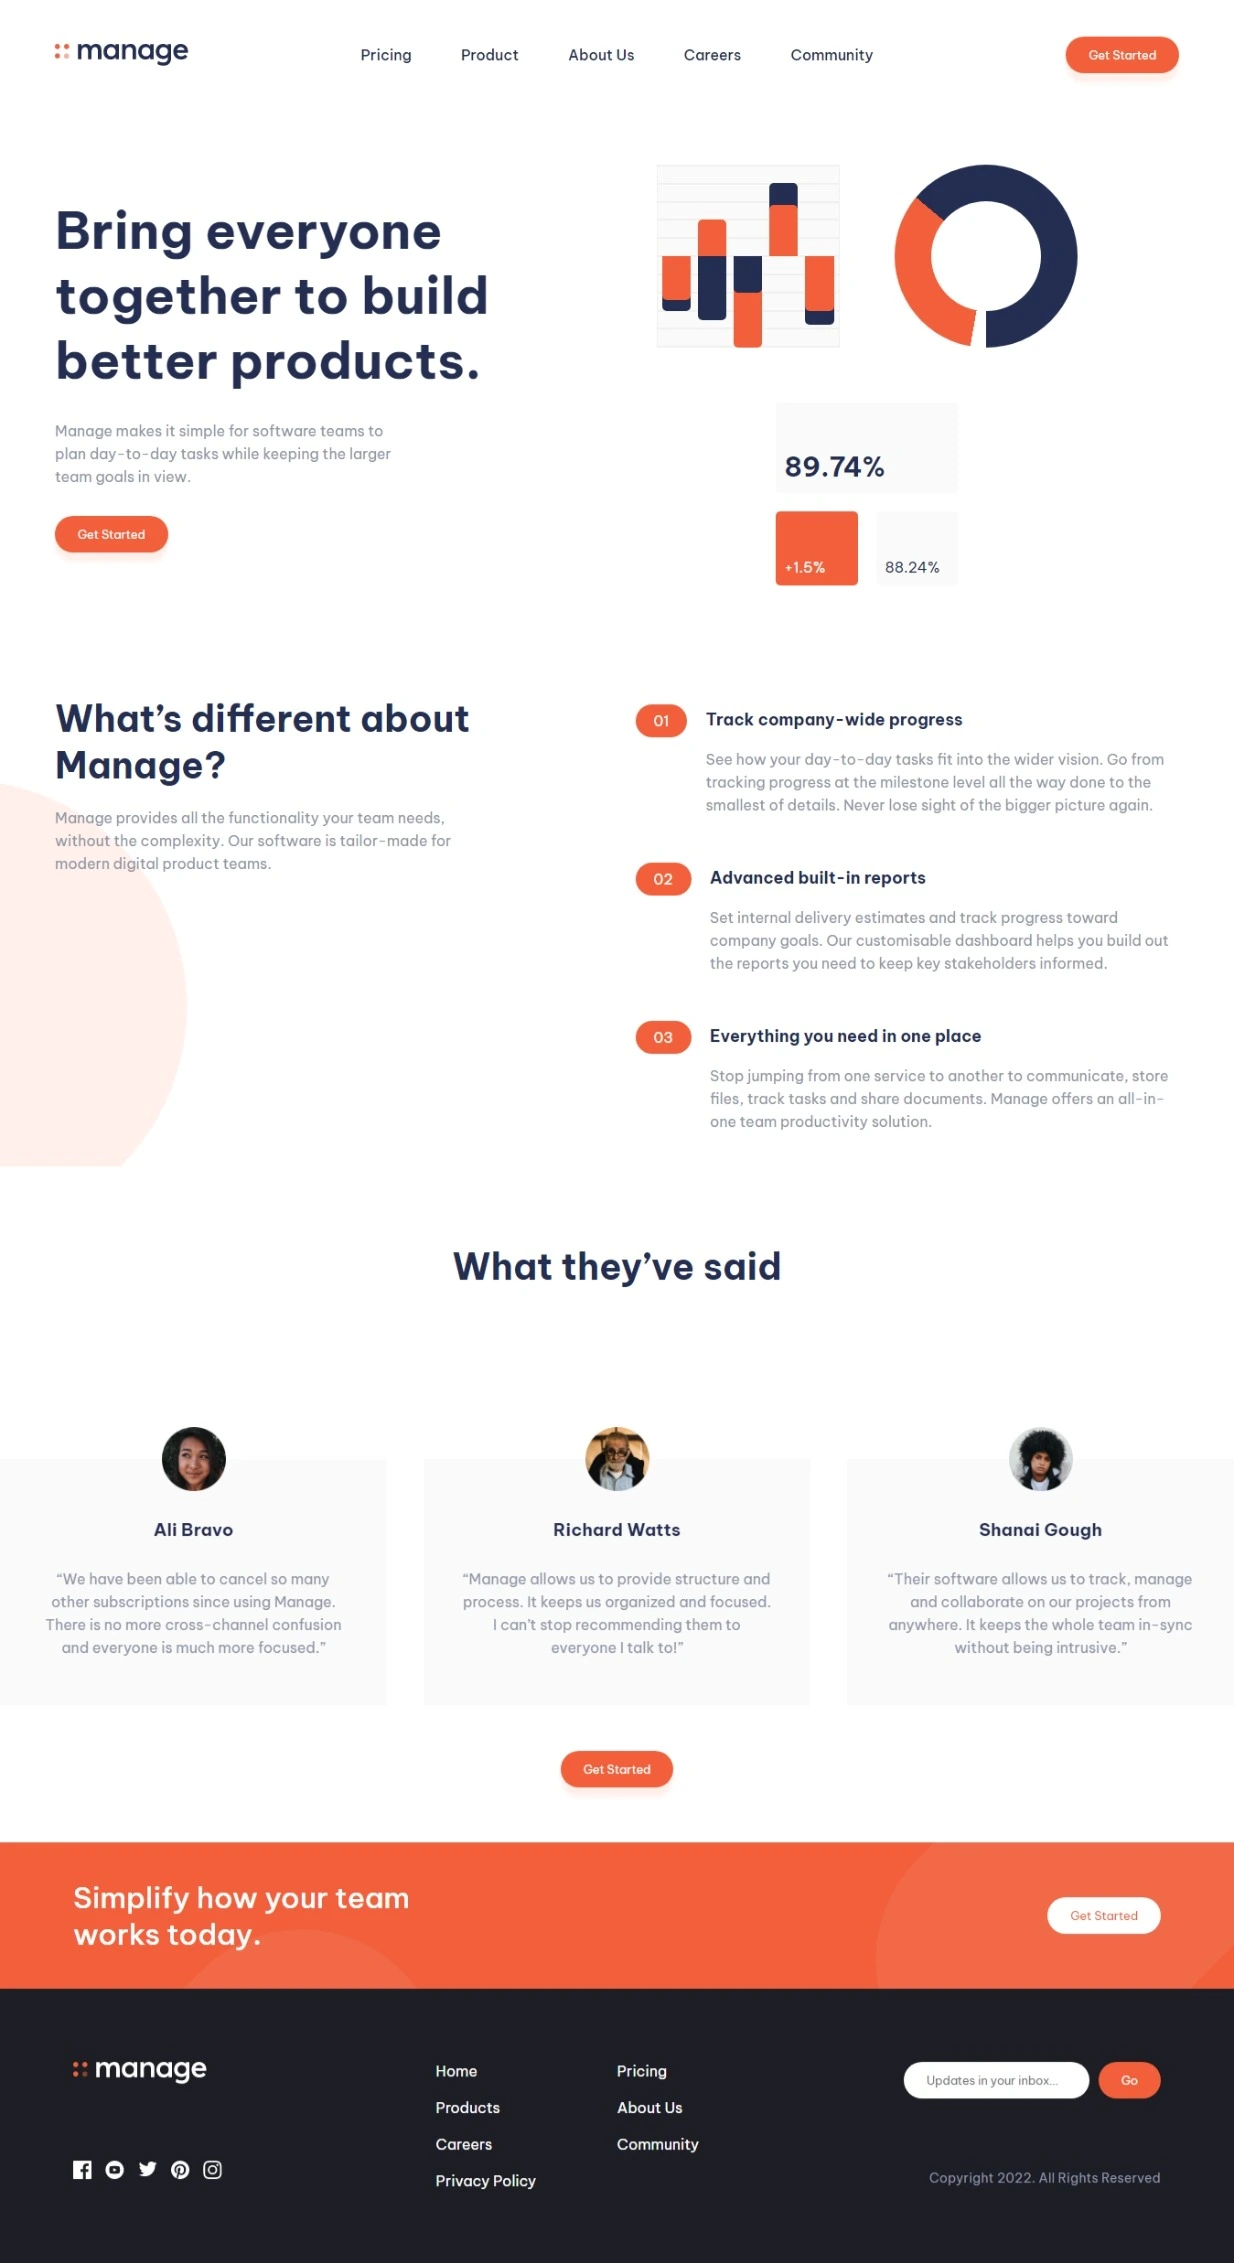 manage
Pricing
Product
About Us
Careers
Community
Get Started
Bring everyone
together to build
better products.
Manage makes it simple for software teams to
plan day-to-day tasks while keeping the larger
team goals in view.
Get Started
89.74%
+1.5%
88.24%
What’s different about
Manage?
Manage provides all the functionality your team needs,
without the complexity. Our software is tailor-made for
modern digital product teams.
01
Track company-wide progress
See how your day-to-day tasks fit into the wider vision. Go from
tracking progress at the milestone level all the way done to the
smallest of details. Never lose sight of the bigger picture again.
02
Advanced built-in reports
Set internal delivery estimates and track progress toward
company goals. Our customisable dashboard helps you build out
the reports you need to keep key stakeholders informed.
03
Everything you need in one place
Stop jumping from one service to another to communicate, store
files, track tasks and share documents. Manage offers an all-in-
one team productivity solution.
What they’ve said
Ali Bravo
“We have been able to cancel so many
other subscriptions since using Manage.
There is no more cross-channel confusion
and everyone is much more focused.”
Richard Watts
“Manage allows us to provide structure and
process. It keeps us organized and focused.
I can’t stop recommending them to
everyone I talk to!”
Shanai Gough
“Their software allows us to track, manage
and collaborate on our projects from
anywhere. It keeps the whole team in-sync
without being intrusive.”
Get Started
Simplify how your team
works today.
Get Started
manage
Home
Products
Careers
Privacy Policy
Pricing
About Us
Community
Updates in your inbox...
Go
Copyright 2022. All Rights Reserved